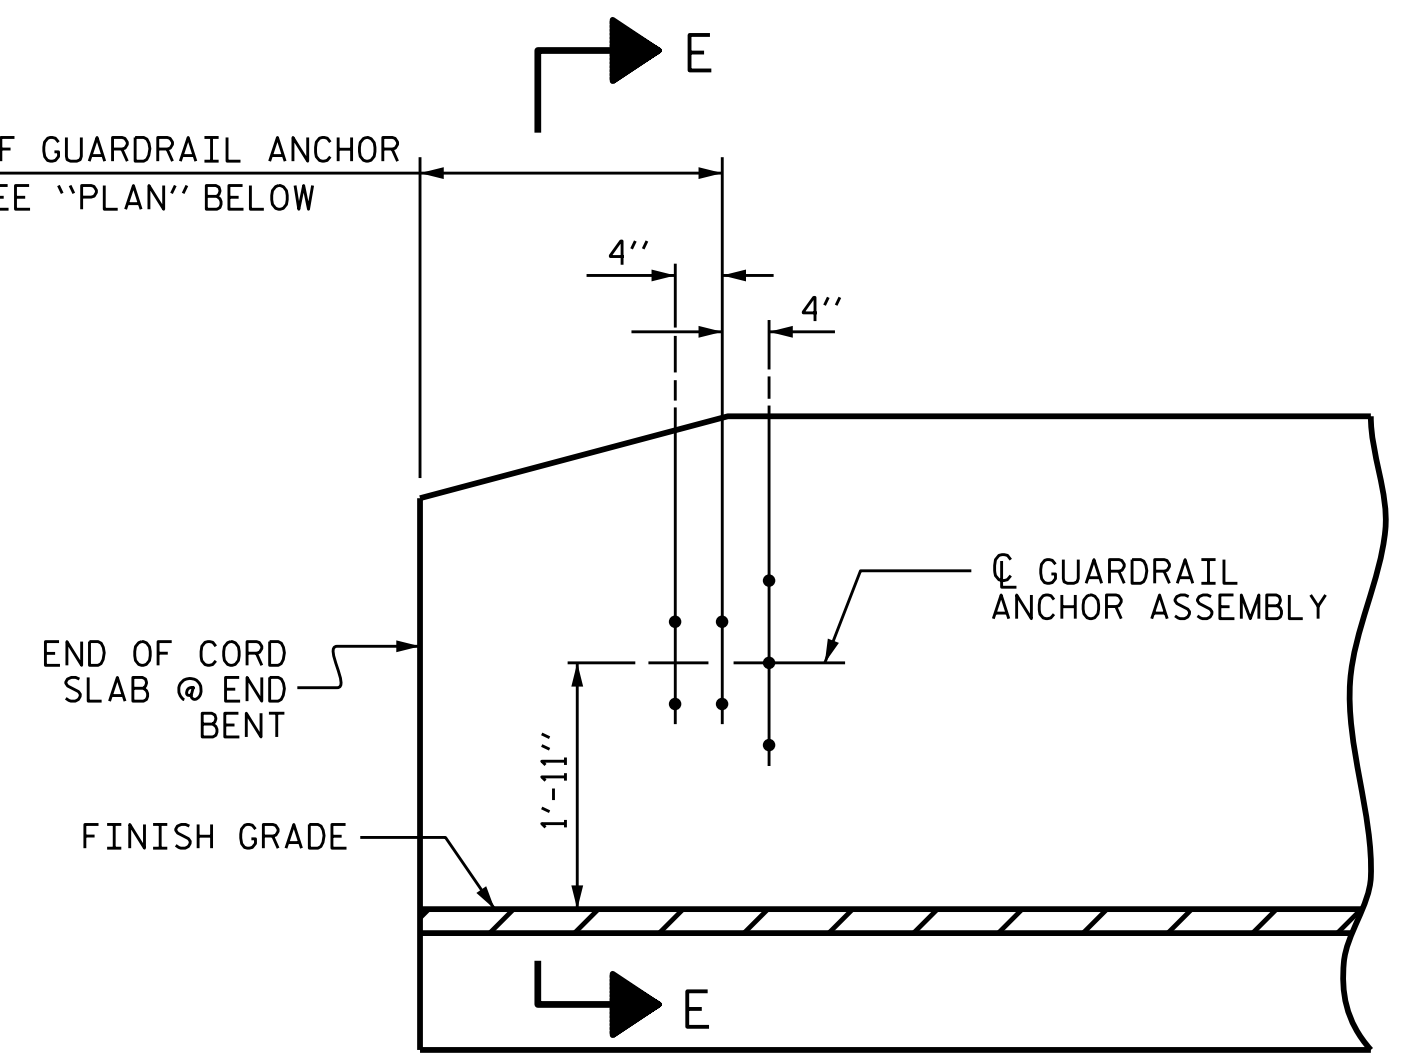 E
GUARDRAIL ANCHOR
"PLAN" BELOW
4"
4"
℄ GUARDRAIL
ANCHOR ASSEMBLY
END OF CORD
SLAB @ END
BENT
1'-11"
FINISH GRADE
E